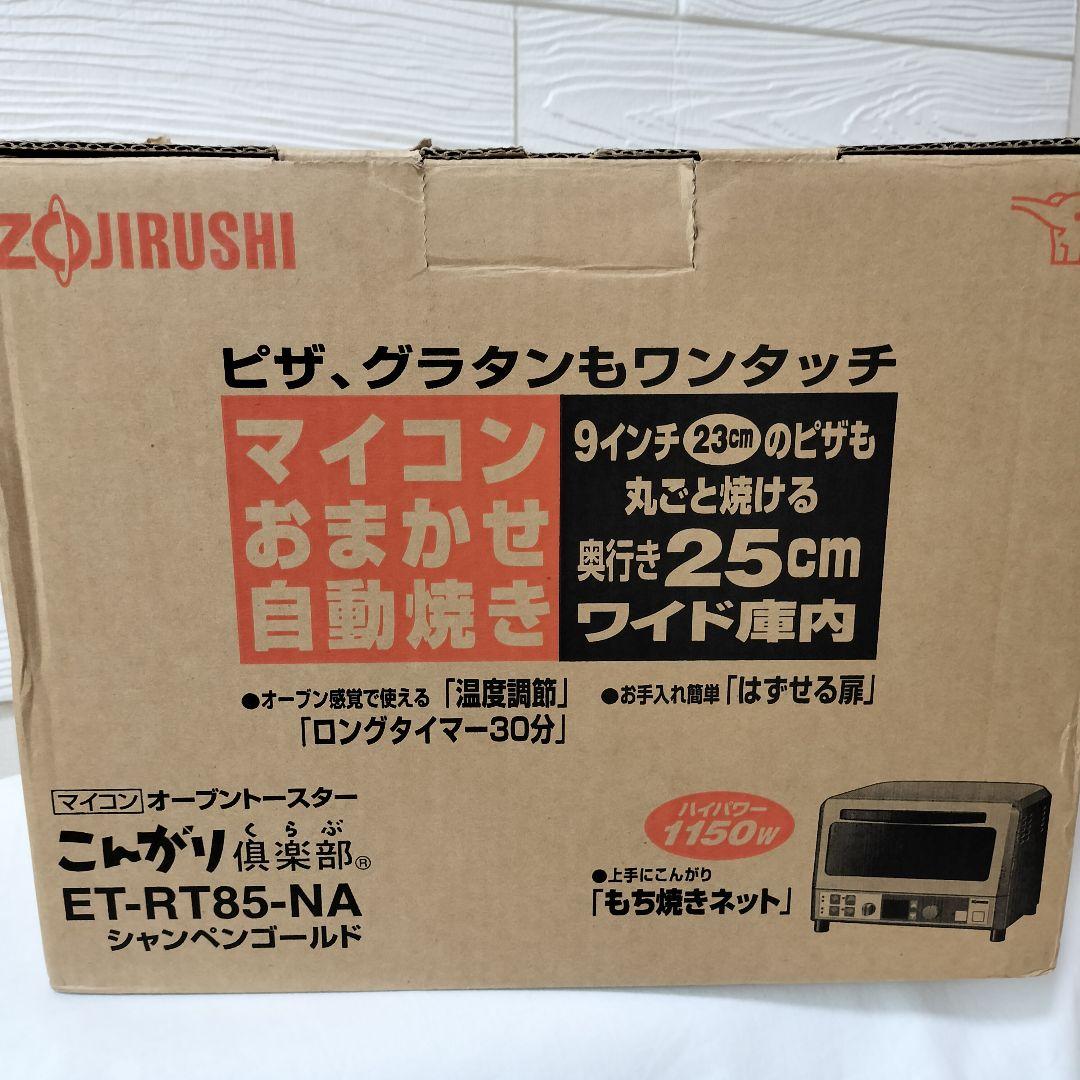 ZOJIRUSHI
ピザ、グラタンもワンタッチ
マイコン
おまかせ
自動焼き
9インチ23cmのピザも
丸ごと焼ける
奥行き25cm
ワイド庫内
●オーブン感覚で使える「温度調節」
「ロングタイマー30分」
●お手入れ簡単「はずせる扉」
マイコン オーブントースター
くらぶ
こんがり倶楽部®
ET-RT85-NA
シャンペンゴールド
ハイパワー
1150W
●上手にこんがり
「もち焼きネット」